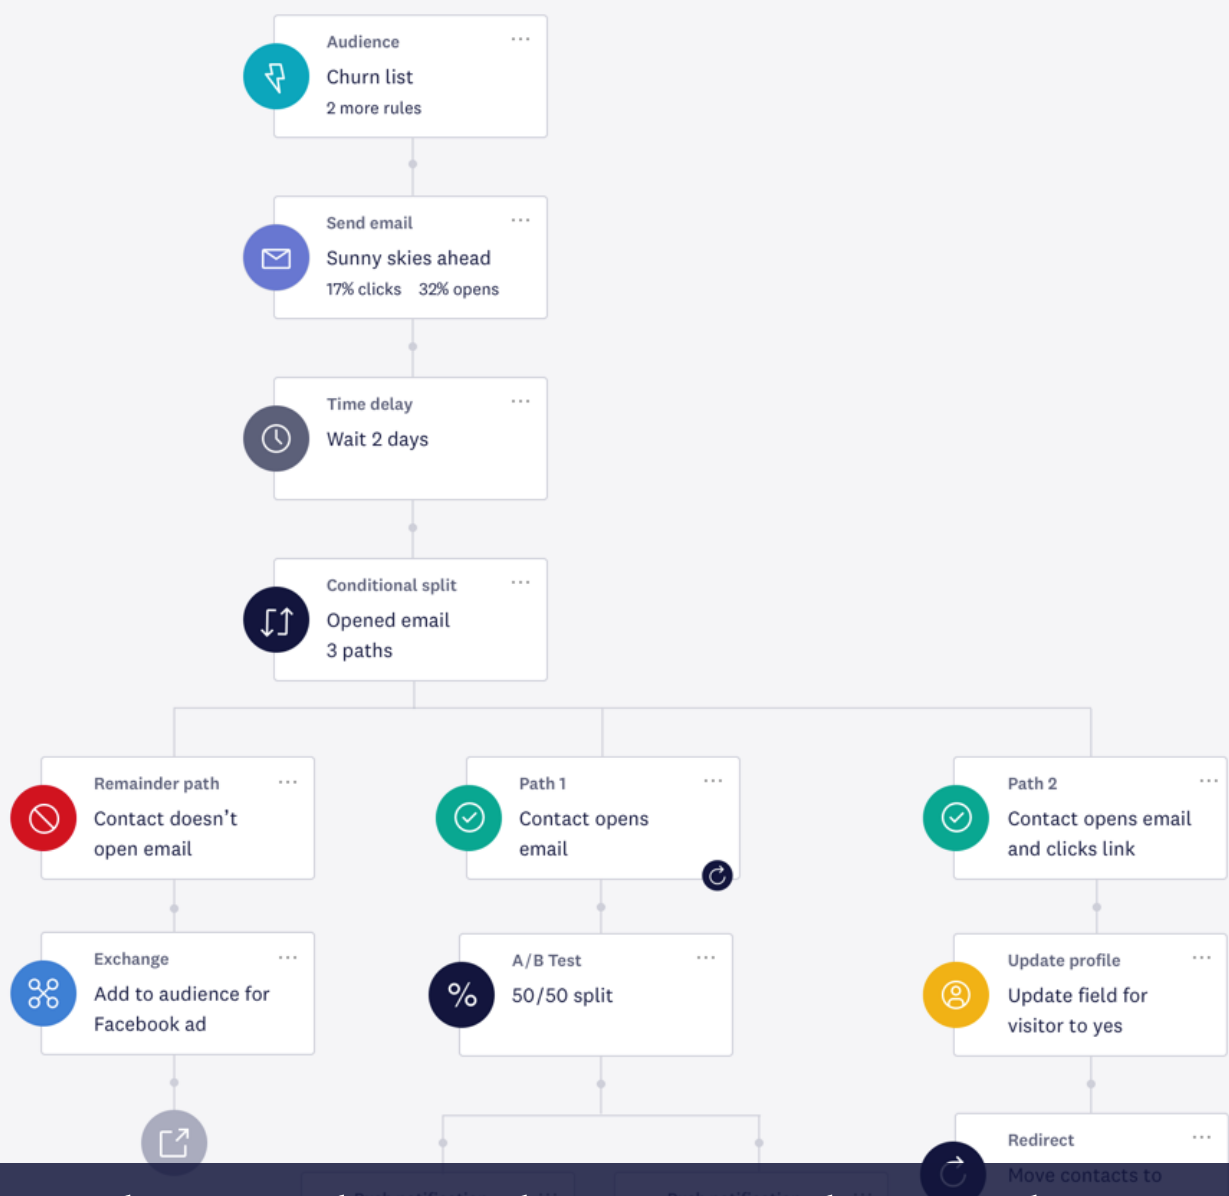 Audience
Churn list
2 more rules
Send email
Sunny skies ahead
17% clicks 32% opens
Time delay
Wait 2 days
Conditional split
Opened email
3 paths
Remainder path
Contact doesn’t
open email
Path 1
Contact opens
email
Path 2
Contact opens email
and clicks link
Exchange
Add to audience for
Facebook ad
A/B Test
50/50 split
Update profile
Update field for
visitor to yes
Redirect
Move contacts to